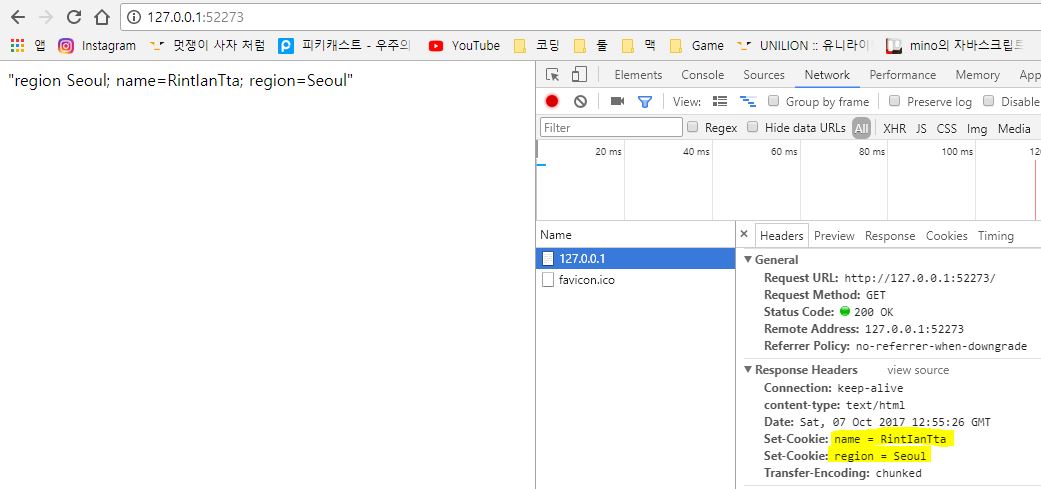 127.0.0.1:52273
앱 Instagram 멋쟁이 사자 처럼 피키캐스트 - 우주의 YouTube 코딩 툴 맥 Game UNILION :: 유니라이 mino의 자바스크립트
"region Seoul; name=RintIanTta; region=Seoul"
Elements Console Sources Network Performance Memory App
View: Group by frame Preserve log Disable
Filter Regex Hide data URLs All XHR JS CSS Img Media
20 ms 40 ms 60 ms 80 ms 100 ms 12
Name
127.0.0.1
favicon.ico
× Headers Preview Response Cookies Timing
General
Request URL: http://127.0.0.1:52273/
Request Method: GET
Status Code: 200 OK
Remote Address: 127.0.0.1:52273
Referrer Policy: no-referrer-when-downgrade
Response Headers view source
Connection: keep-alive
content-type: text/html
Date: Sat, 07 Oct 2017 12:55:26 GMT
Set-Cookie: name = RintIanTta
Set-Cookie: region = Seoul
Transfer-Encoding: chunked